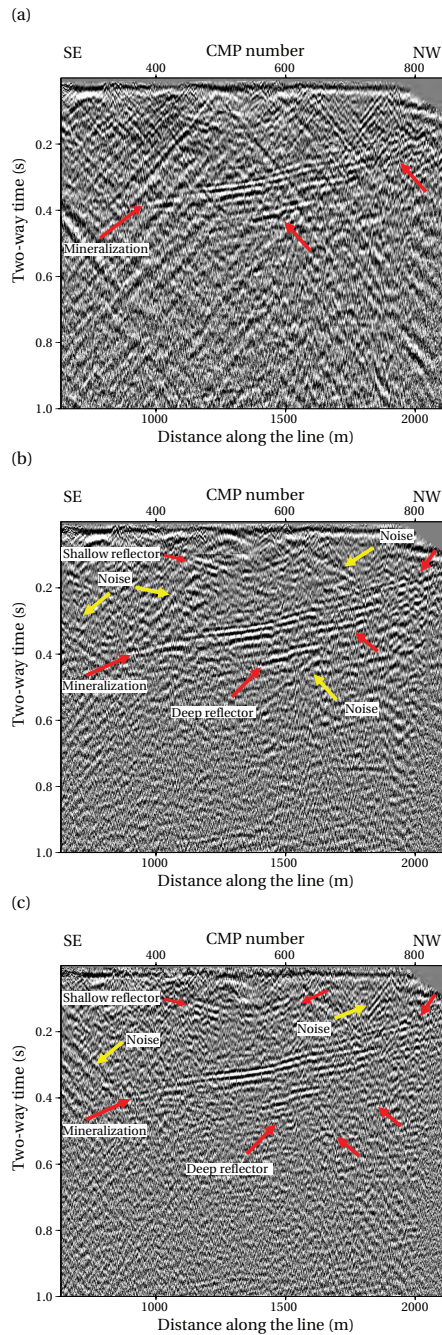 (a)
SE CMP number NW
400 600 800
Two-way time (s)
0.2
0.4
0.6
0.8
1.0
Mineralization
1000 1500 2000
Distance along the line (m)
(b)
SE CMP number NW
400 600 800
Two-way time (s)
0.2
0.4
0.6
0.8
1.0
Noise
Shallow reflector
Noise
Mineralization
Deep reflector
Noise
1000 1500 2000
Distance along the line (m)
(c)
SE CMP number NW
400 600 800
Two-way time (s)
0.2
0.4
0.6
0.8
1.0
Shallow reflector
Noise
Noise
Mineralization
Deep reflector
1000 1500 2000
Distance along the line (m)